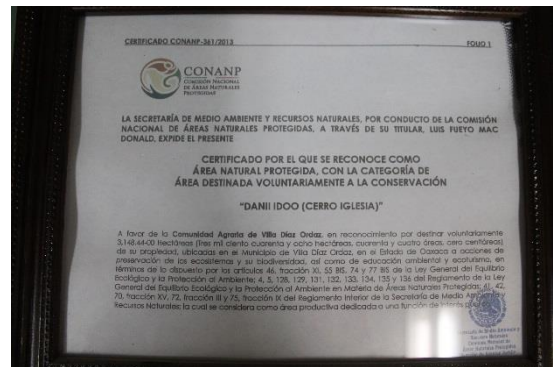 CERTIFICADO CONANP-361/2013
FOLIO 1
CONANP
COMISIÓN NACIONAL
DE ÁREAS NATURALES
PROTEGIDAS
LA SECRETARÍA DE MEDIO AMBIENTE Y RECURSOS NATURALES, POR CONDUCTO DE LA COMISIÓN
NACIONAL DE ÁREAS NATURALES PROTEGIDAS, A TRAVÉS DE SU TITULAR, LUIS FUEYO MAC
DONALD, EXPIDE EL PRESENTE
CERTIFICADO POR EL QUE SE RECONOCE COMO
ÁREA NATURAL PROTEGIDA, CON LA CATEGORÍA DE
ÁREA DESTINADA VOLUNTARIAMENTE A LA CONSERVACIÓN
"DANII IDOO (CERRO IGLESIA)"
A favor de la Comunidad Agraria de Villa Díaz Ordaz, en reconocimiento por destinar voluntariamente
3,148-44-00 Hectáreas (Tres mil ciento cuarenta y ocho hectáreas, cuarenta y cuatro áreas, cero centiáreas)
de su propiedad, ubicadas en el Municipio de Villa Díaz Ordaz, en el Estado de Oaxaca a acciones de
preservación de los ecosistemas y su biodiversidad, así como de educación ambiental y ecoturismo, en
términos de lo dispuesto por los artículos 46, fracción XI, 55 BIS, 74 y 77 BIS de la Ley General del Equilibrio
Ecológico y la Protección al Ambiente; 4, 5, 128, 129, 131, 132, 133, 134, 135 y 136 del Reglamento de la Ley
General del Equilibrio Ecológico y la Protección al Ambiente en Materia de Áreas Naturales Protegidas; 41, 42,
70, fracción XV, 72, fracción III y 75, fracción IX del Reglamento Interior de la Secretaría de Medio Ambiente y
Recursos Naturales; la cual se considera como área productiva dedicada a una función de interés público.